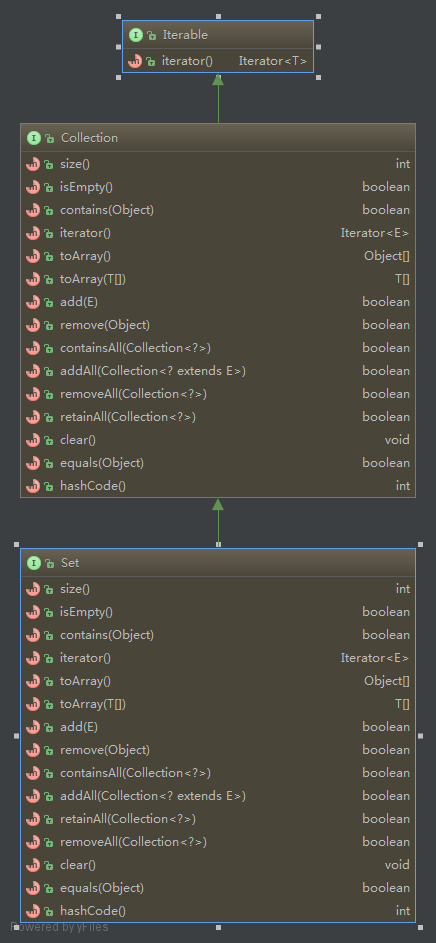 Iterable
iterator() Iterator<T>
Collection
size() int
isEmpty() boolean
contains(Object) boolean
iterator() Iterator<E>
toArray() Object[]
toArray(T[]) T[]
add(E) boolean
remove(Object) boolean
containsAll(Collection<?>) boolean
addAll(Collection<? extends E>) boolean
removeAll(Collection<?>) boolean
retainAll(Collection<?>) boolean
clear() void
equals(Object) boolean
hashCode() int
Set
size() int
isEmpty() boolean
contains(Object) boolean
iterator() Iterator<E>
toArray() Object[]
toArray(T[]) T[]
add(E) boolean
remove(Object) boolean
containsAll(Collection<?>) boolean
addAll(Collection<? extends E>) boolean
retainAll(Collection<?>) boolean
removeAll(Collection<?>) boolean
clear() void
equals(Object) boolean
hashCode() int
Powered by yFiles